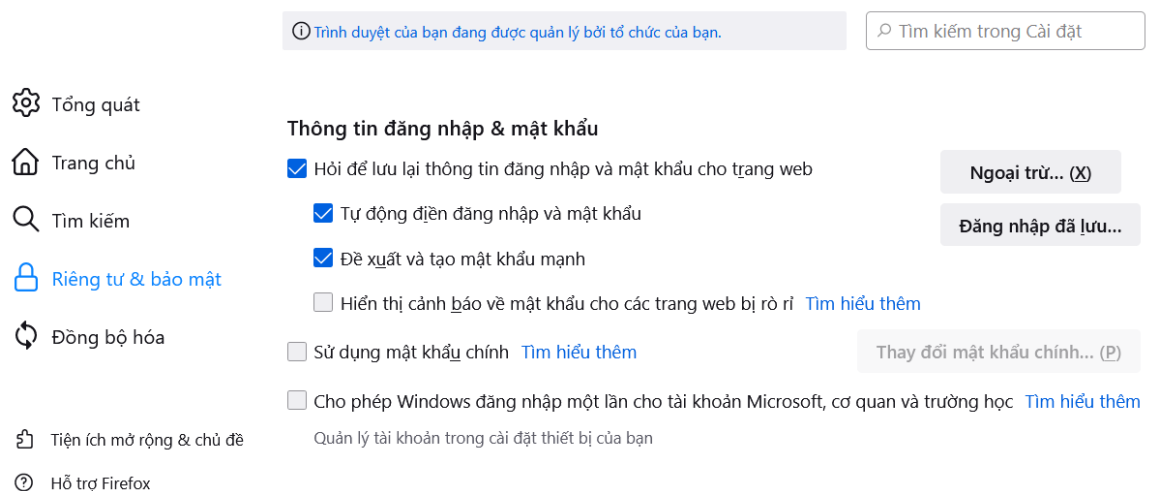 Trình duyệt của bạn đang được quản lý bởi tổ chức của bạn.
Tìm kiếm trong Cài đặt
Tổng quát
Trang chủ
Tìm kiếm
Riêng tư & bảo mật
Đồng bộ hóa
Tiện ích mở rộng & chủ đề
Hỗ trợ Firefox
Thông tin đăng nhập & mật khẩu
Hỏi để lưu lại thông tin đăng nhập và mật khẩu cho trang web
Ngoại trừ... (X)
Tự động điền đăng nhập và mật khẩu
Đăng nhập đã lưu...
Đề xuất và tạo mật khẩu mạnh
Hiển thị cảnh báo về mật khẩu cho các trang web bị rò rỉ Tìm hiểu thêm
Sử dụng mật khẩu chính Tìm hiểu thêm
Thay đổi mật khẩu chính... (P)
Cho phép Windows đăng nhập một lần cho tài khoản Microsoft, cơ quan và trường học Tìm hiểu thêm
Quản lý tài khoản trong cài đặt thiết bị của bạn